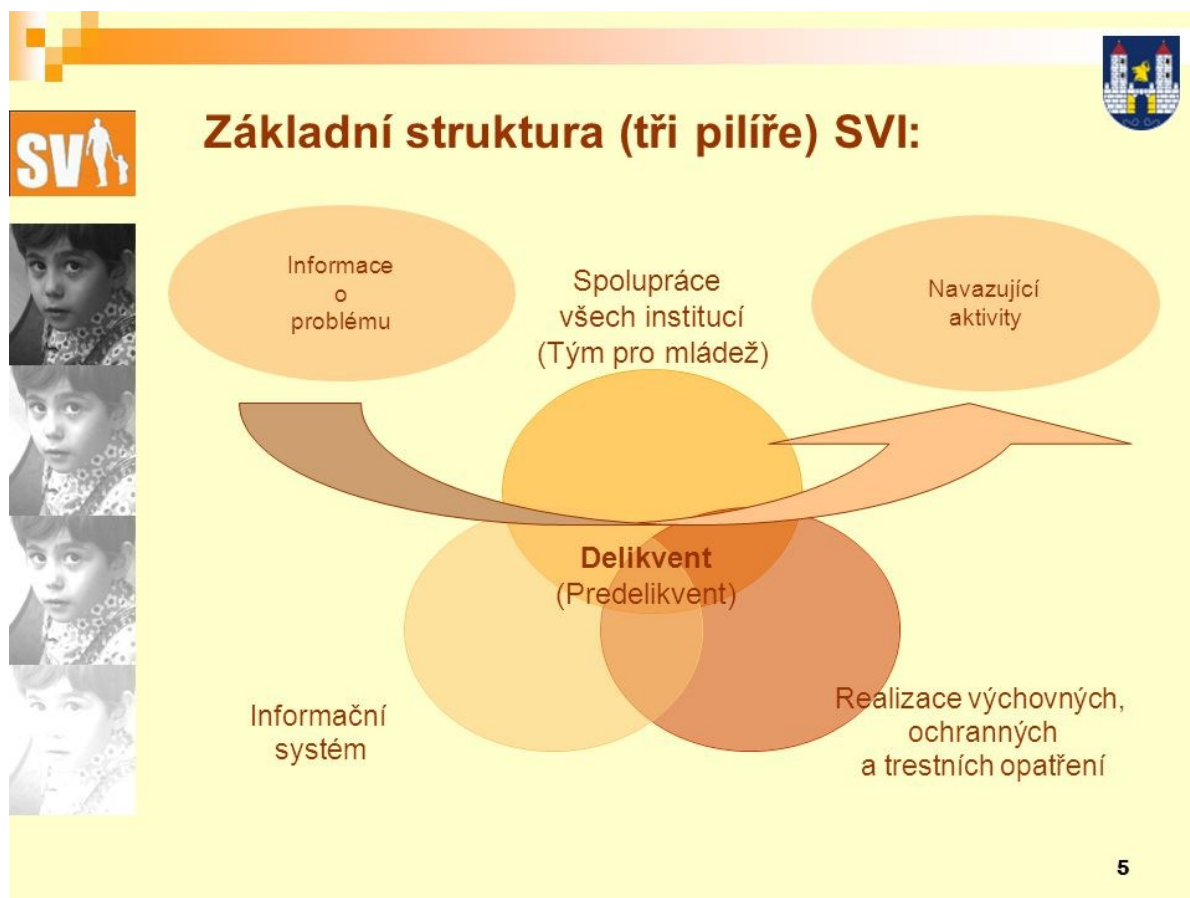 Základní struktura (tři pilíře) SVI:
SVI
Informace
o
problému
Spolupráce
všech institucí
(Tým pro mládež)
Navazující
aktivity
Delikvent
(Predelikvent)
Informační
systém
Realizace výchovných,
ochranných
a trestních opatření
5